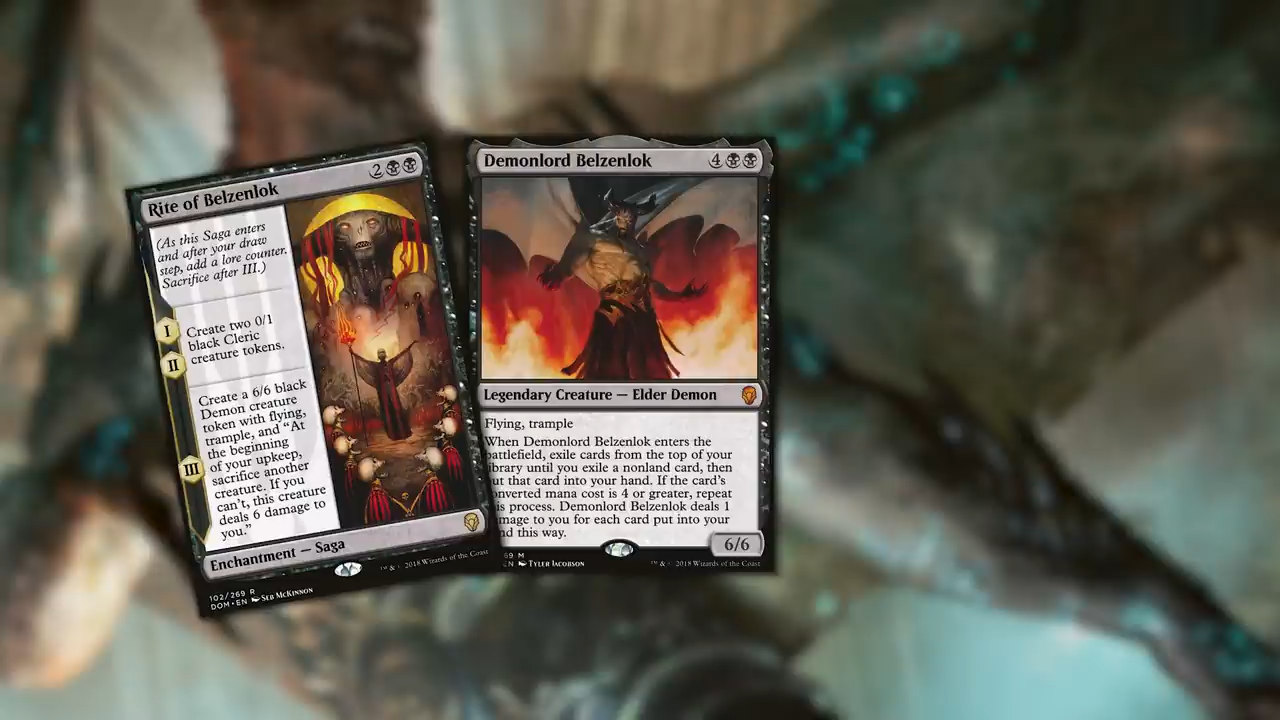 Rite of Belzenlok
2
(As this Saga enters
and after your draw
step, add a lore counter.
Sacrifice after III.)
I
II
Create two 0/1
black Cleric
creature tokens.
III
Create a 6/6 black
Demon creature
token with flying,
trample, and “At
the beginning
of your upkeep,
sacrifice another
creature. If you
can’t, this creature
deals 6 damage to
you.”
Enchantment — Saga
102/269 R
DOM • EN Seb McKinnon
™ & © 2018 Wizards of the Coast
Demonlord Belzenlok
4
Legendary Creature — Elder Demon
Flying, trample
When Demonlord Belzenlok enters the
battlefield, exile cards from the top of your
library until you exile a nonland card, then
ut that card into your hand. If the card’s
onverted mana cost is 4 or greater, repeat
is process. Demonlord Belzenlok deals 1
amage to you for each card put into your
nd this way.
6/6
69 M
EN Tyler Jacobson
™ & © 2018 Wizards of the Coast